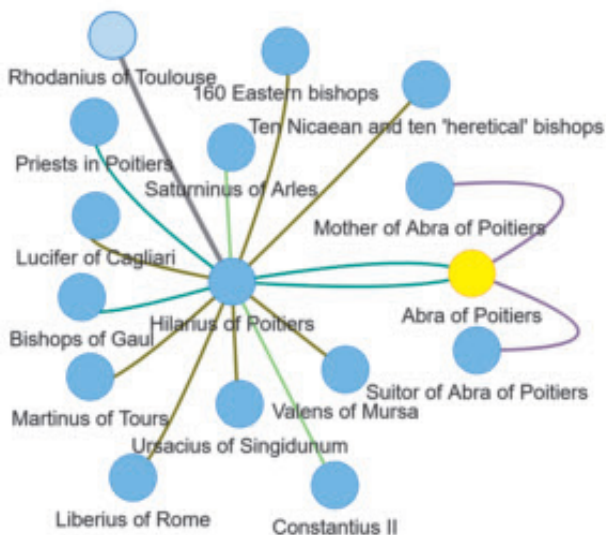 Rhodanius of Toulouse
160 Eastern bishops
Ten Nicaean and ten 'heretical' bishops
Priests in Poitiers
Saturninus of Arles
Mother of Abra of Poitiers
Lucifer of Cagliari
Hilarius of Poitiers
Abra of Poitiers
Bishops of Gaul
Suitor of Abra of Poitiers
Martinus of Tours
Valens of Mursa
Ursacius of Singidunum
Liberius of Rome
Constantius II